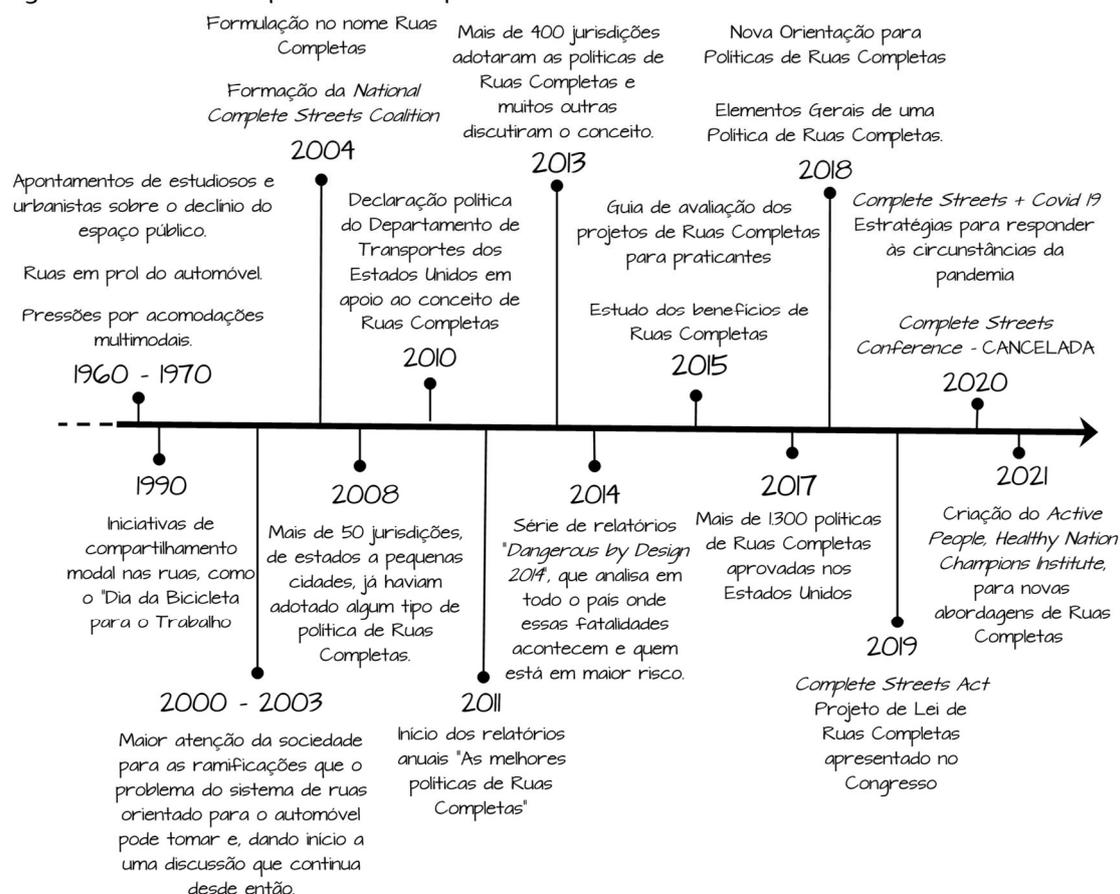 Formulação no nome Ruas
Completas
Formação da National
Complete Streets Coalition
2004
Mais de 400 jurisdições
adotaram as políticas de
Ruas Completas e
muitos outras
discutiram o conceito.
2013
Nova Orientação para
Políticas de Ruas Completas
Elementos Gerais de uma
Política de Ruas Completas.
2018
Apontamentos de estudiosos e
urbanistas sobre o declínio do
espaço público.
Ruas em prol do automóvel.
Pressões por acomodações
multimodais.
1960 - 1970
Declaração política
do Departamento de
Transportes dos
Estados Unidos em
apoio ao conceito de
Ruas Completas
2010
Guia de avaliação dos
projetos de Ruas Completas
para praticantes
Estudo dos benefícios de
Ruas Completas
2015
Complete Streets + Covid 19
Estratégias para responder
às circunstâncias da
pandemia
Complete Streets
Conference - CANCELADA
2020
1990
Iniciativas de
compartilhamento
modal nas ruas, como
o "Dia da Bicicleta
para o Trabalho
2000 - 2003
Maior atenção da sociedade
para as ramificações que o
problema do sistema de ruas
orientado para o automóvel
pode tomar e, dando início a
uma discussão que continua
desde então.
2008
Mais de 50 jurisdições,
de estados a pequenas
cidades, já haviam
adotado algum tipo de
política de Ruas
Completas.
2011
Início dos relatórios
anuais "As melhores
políticas de Ruas
Completas"
2014
Série de relatórios
"Dangerous by Design
2014", que analisa em
todo o país onde
essas fatalidades
acontecem e quem
está em maior risco.
2017
Mais de 1.300 políticas
de Ruas Completas
aprovadas nos
Estados Unidos
2019
Complete Streets Act
Projeto de Lei de
Ruas Completas
apresentado no
Congresso
2021
Criação do Active
People, Healthy Nation
Champions Institute,
para novas
abordagens de Ruas
Completas